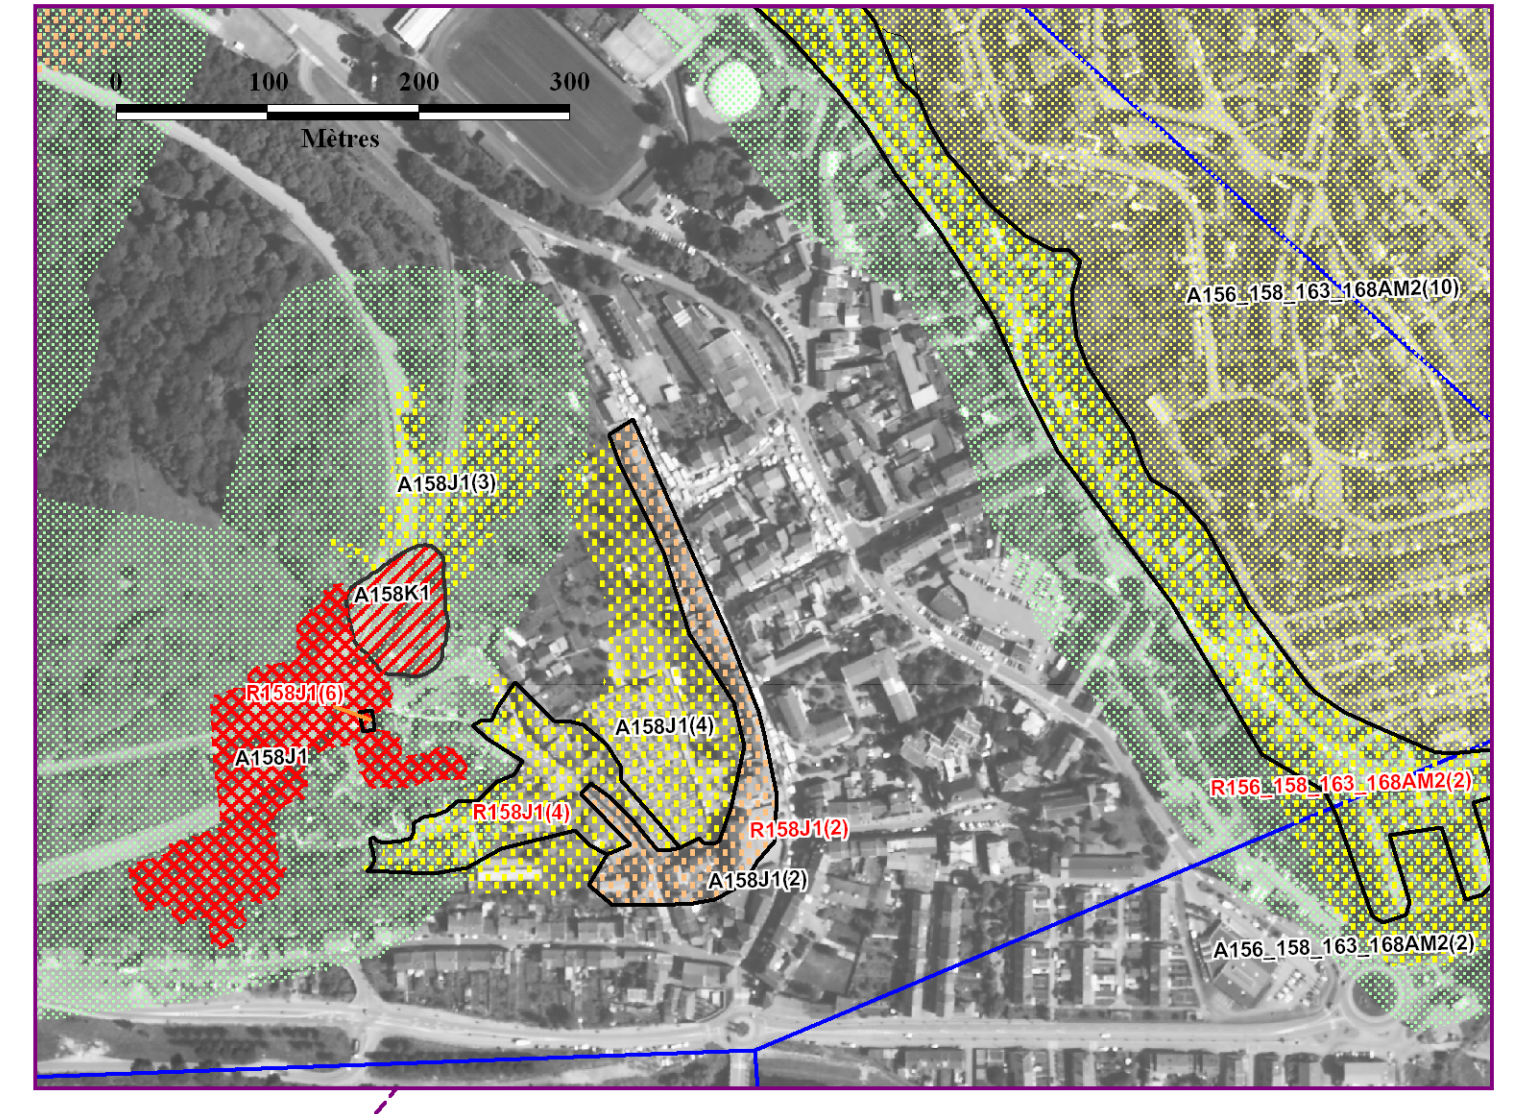 0 100 200 300
Mètres
A156_158_163_168AM2(10)
A158J1(3)
A158K1
R158J1(6)
A158J1(4)
A158J1
R156_158_163_168AM2(2)
R158J1(4)
R158J1(2)
A158J1(2)
A156_158_163_168AM2(2)